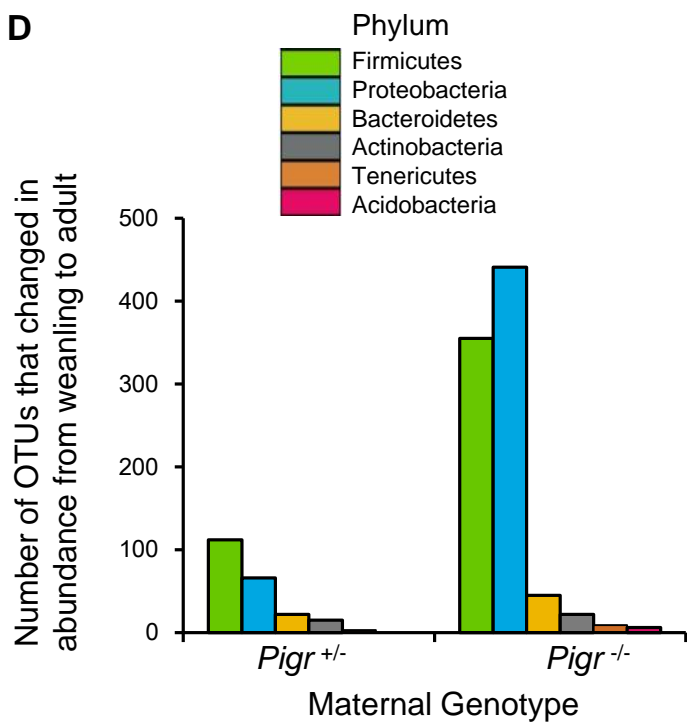 D
Phylum
Firmicutes
Proteobacteria
Bacteroidetes
Actinobacteria
Tenericutes
Acidobacteria
Number of OTUs that changed in
abundance from weanling to adult
500
400
300
200
100
0
Pigr +/-
Pigr -/-
Maternal Genotype